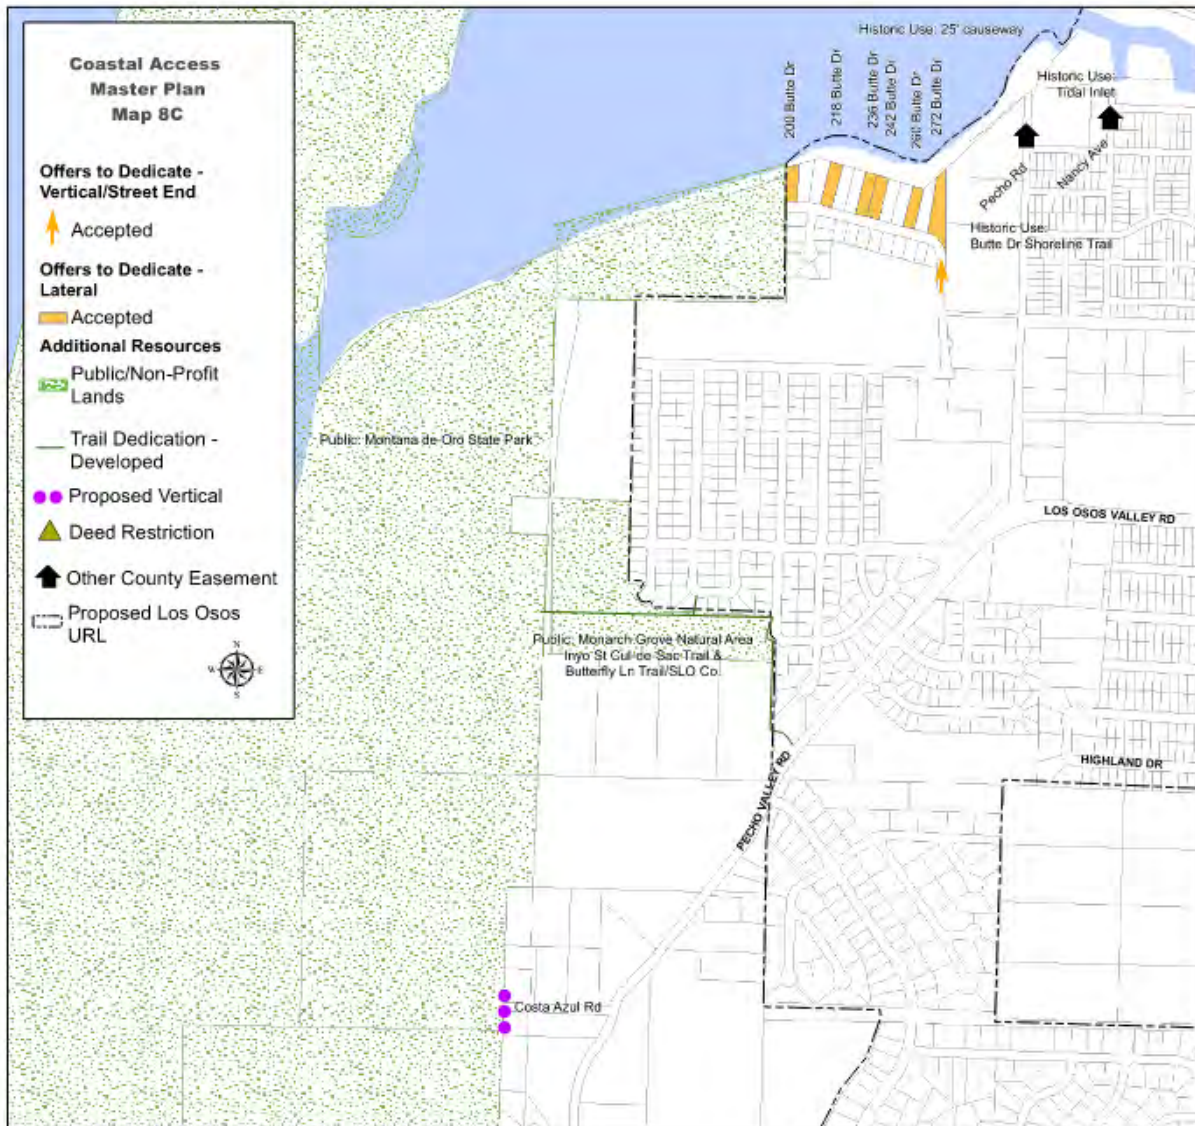 Coastal Access
Master Plan
Map 8C
Offers to Dedicate -
Vertical/Street End
Accepted
Offers to Dedicate -
Lateral
Accepted
Additional Resources
Public/Non-Profit
Lands
Trail Dedication -
Developed
Proposed Vertical
Deed Restriction
Other County Easement
Proposed Los Osos
URL
N
W
E
S
Historic Use: 25' causeway
200 Butte Dr
218 Butte Dr
236 Butte Dr
242 Butte Dr
260 Butte Dr
272 Butte Dr
Historic Use:
Tidal Inlet
Pecho Rd
Nancy Ave
Historic Use:
Butte Dr Shoreline Trail
Public: Montana de Oro State Park
LOS OSOS VALLEY RD
Public: Monarch Grove Natural Area
Inyo St Cul-de-Sac Trail &
Butterfly Ln Trail/SLO Co.
PECHO VALLEY RD
HIGHLAND DR
Costa Azul Rd